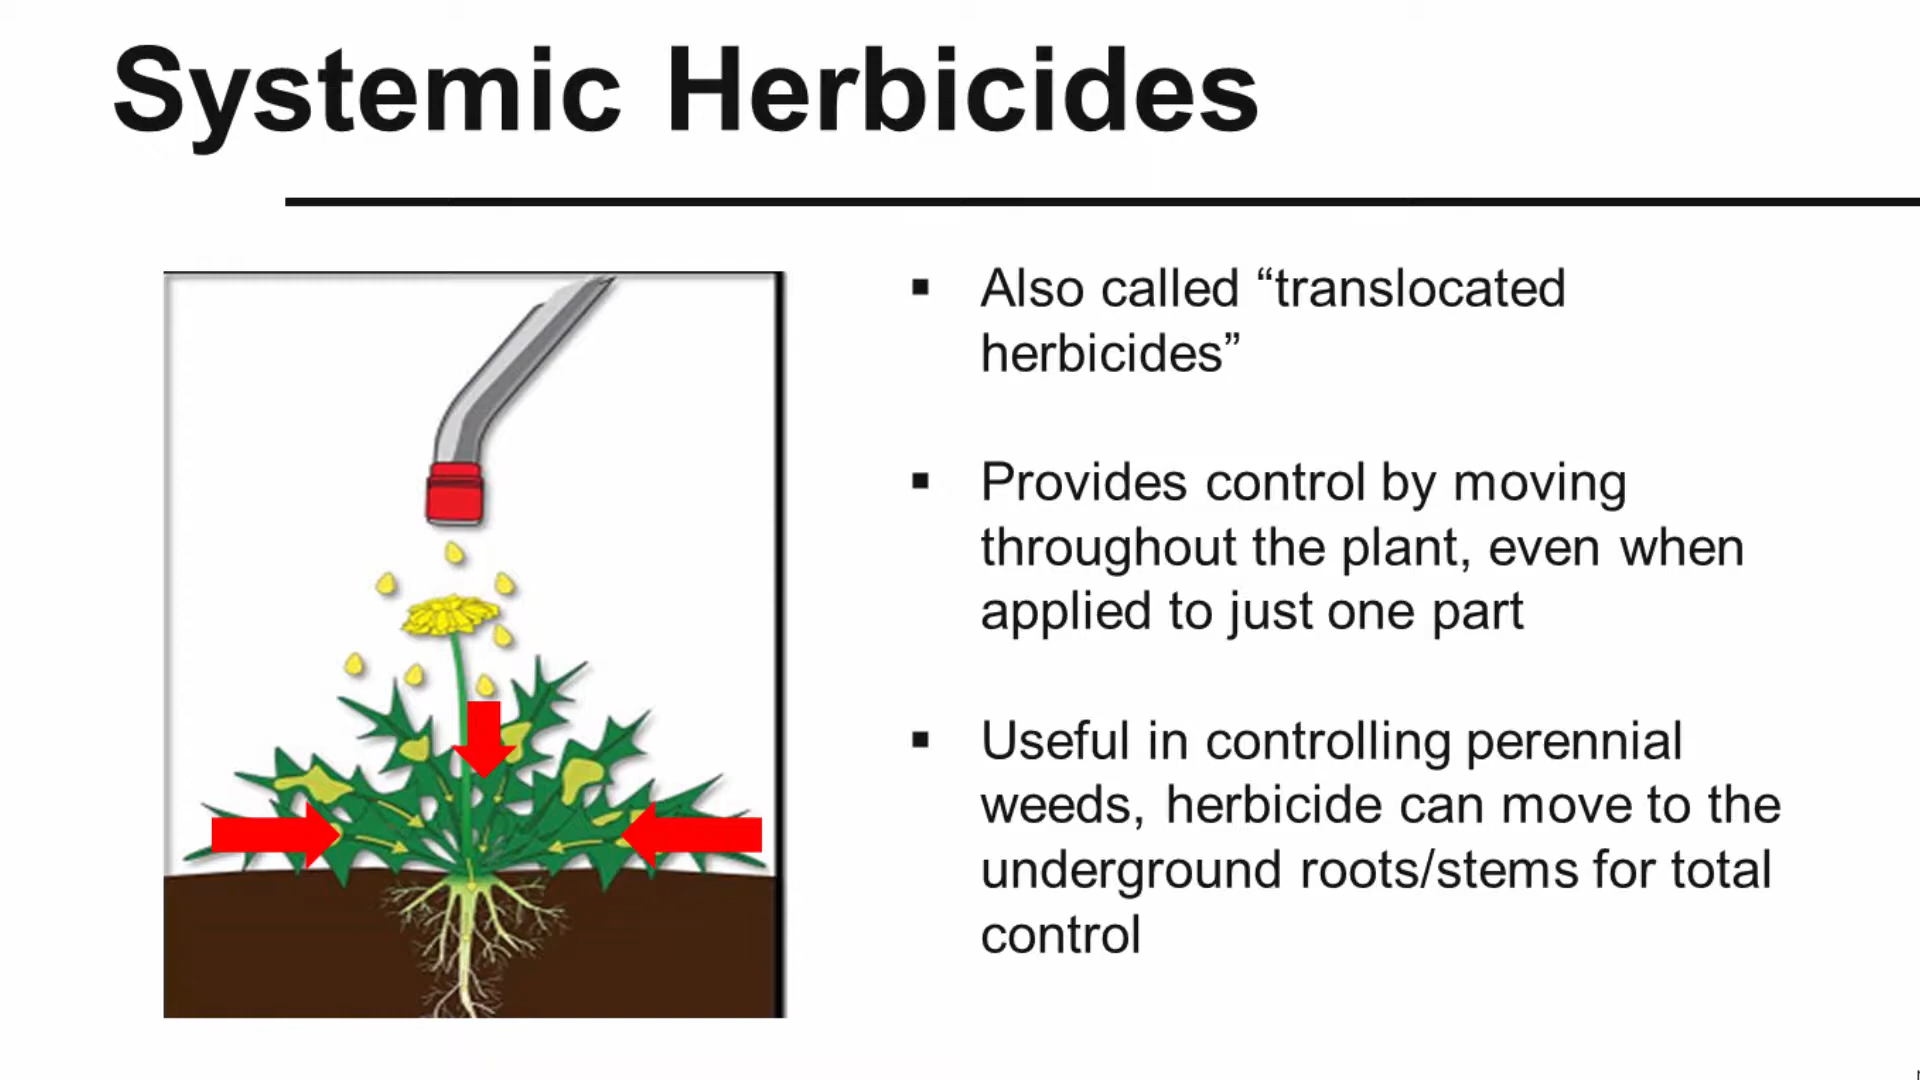 Systemic Herbicides
▪ Also called “translocated
herbicides”
▪ Provides control by moving
throughout the plant, even when
applied to just one part
▪ Useful in controlling perennial
weeds, herbicide can move to the
underground roots/stems for total
control